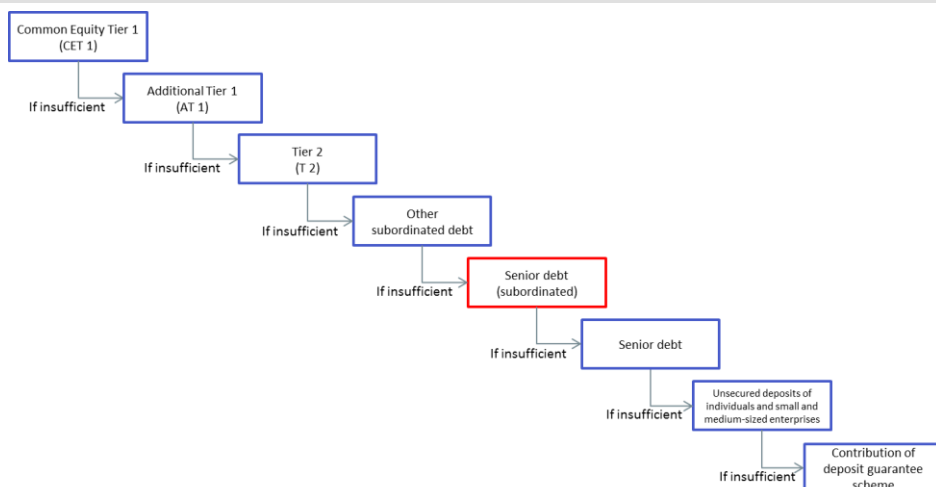 Common Equity Tier 1
(CET 1)
If insufficient
Additional Tier 1
(AT 1)
If insufficient
Tier 2
(T 2)
If insufficient
Other
subordinated debt
If insufficient
Senior debt
(subordinated)
If insufficient
Senior debt
If insufficient
Unsecured deposits of
individuals and small and
medium-sized enterprises
If insufficient
Contribution of
deposit guarantee
scheme